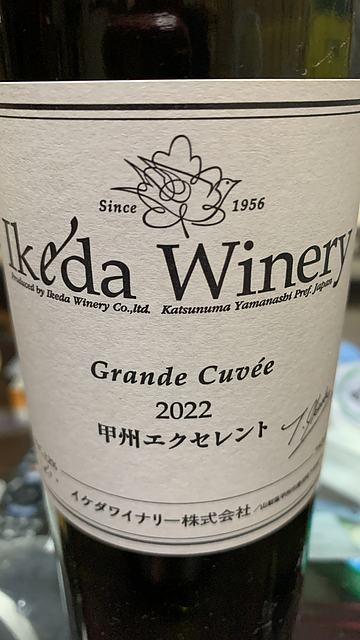 Since 1956
Ikéda Winery
Produced by Ikeda Winery Co.,ltd. Katsunuma Yamanashi Pref. Japan
Grande Cuvée
2022
甲州エクセレント
イケダワイナリー株式会社